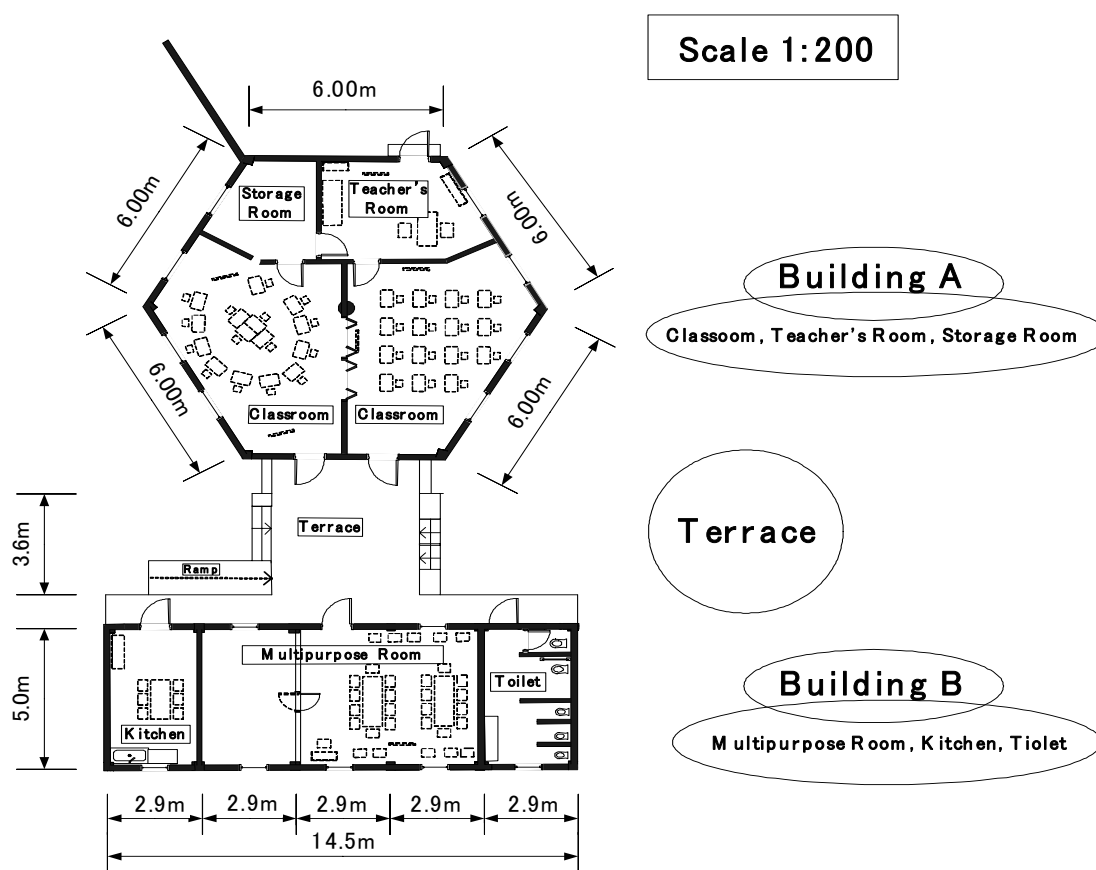 Scale 1:200
6.00m
6.00m
6.00m
Storage
Room
Teacher's
Room
Building A
Classoom, Teacher's Room, Storage Room
6.00m
6.00m
Classroom
Classroom
3.6m
Terrace
Terrace
Ramp
5.0m
Multipurpose Room
Toilet
Kitchen
Building B
Multipurpose Room, Kitchen, Tiolet
2.9m
2.9m
2.9m
2.9m
2.9m
14.5m